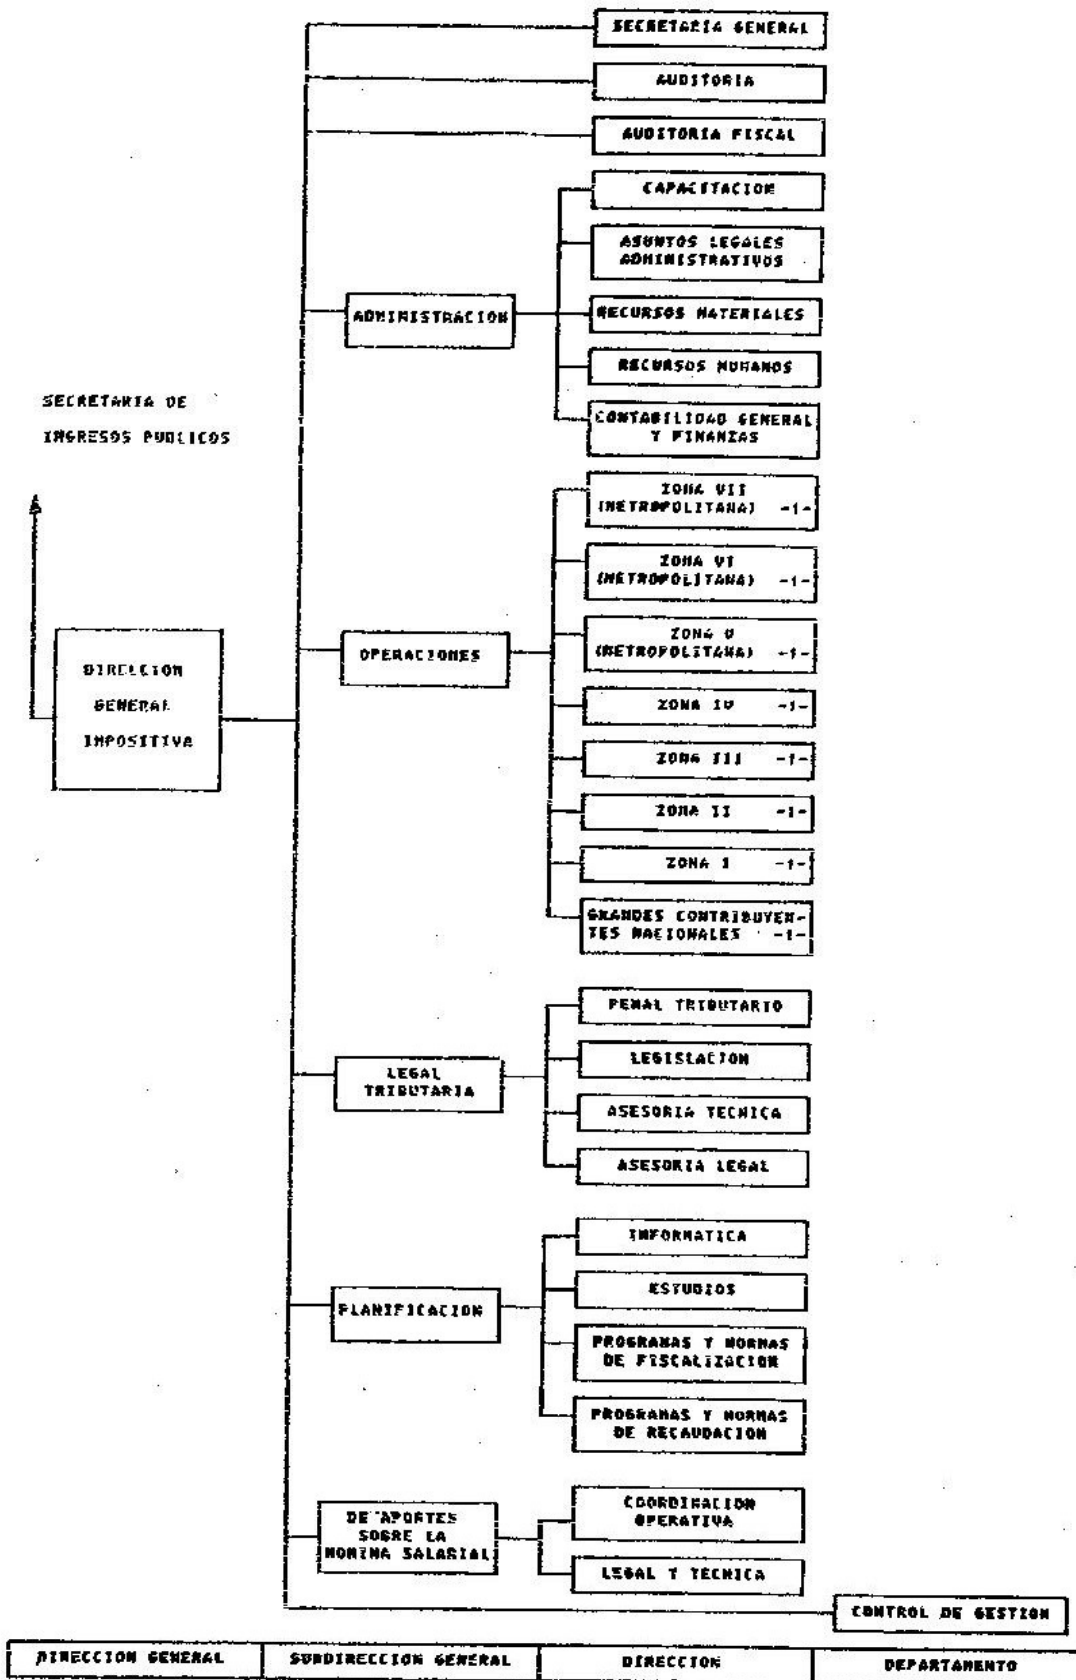 SECRETARIA GENERAL
AUDITORIA
AUDITORIA FISCAL
CAPACITACION
ASUNTOS LEGALES
ADMINISTRATIVOS
ADMINISTRACION
RECURSOS MATERIALES
RECURSOS HUMANOS
CONTABILIDAD GENERAL
Y FINANZAS
SECRETARIA DE
INGRESOS PUBLICOS
ZONA VII
(METROPOLITANA) -1-
ZONA VI
(METROPOLITANA) -1-
ZONA V
(METROPOLITANA) -1-
OPERACIONES
DIRECCION
GENERAL
IMPOSITIVA
ZONA IV -1-
ZONA III -1-
ZONA II -1-
ZONA I -1-
GRANDES CONTRIBUYEN-
TES NACIONALES -1-
PENAL TRIBUTARIO
LEGISLACION
LEGAL
TRIBUTARIA
ASESORIA TECNICA
ASESORIA LEGAL
INFORMATICA
ESTUDIOS
PLANIFICACION
PROGRAMAS Y NORMAS
DE FISCALIZACION
PROGRAMAS Y NORMAS
DE RECAUDACION
COORDINACION
OPERATIVA
DE APORTES
SOBRE LA
NOMINA SALARIAL
LEGAL Y TECNICA
CONTROL DE GESTION
DIRECCION GENERAL
SUBDIRECCION GENERAL
DIRECCION
DEPARTAMENTO